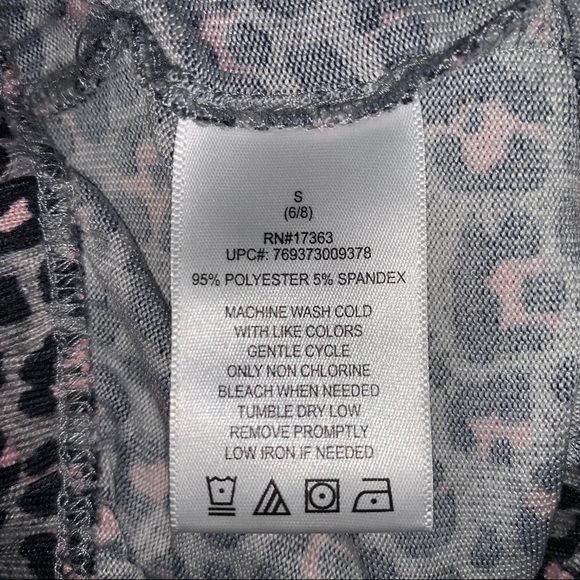 S
(6/8)
RN#17363
UPC#: 769373009378
95% POLYESTER 5% SPANDEX
MACHINE WASH COLD
WITH LIKE COLORS
GENTLE CYCLE
ONLY NON CHLORINE
BLEACH WHEN NEEDED
TUMBLE DRY LOW
REMOVE PROMPTLY
LOW IRON IF NEEDED